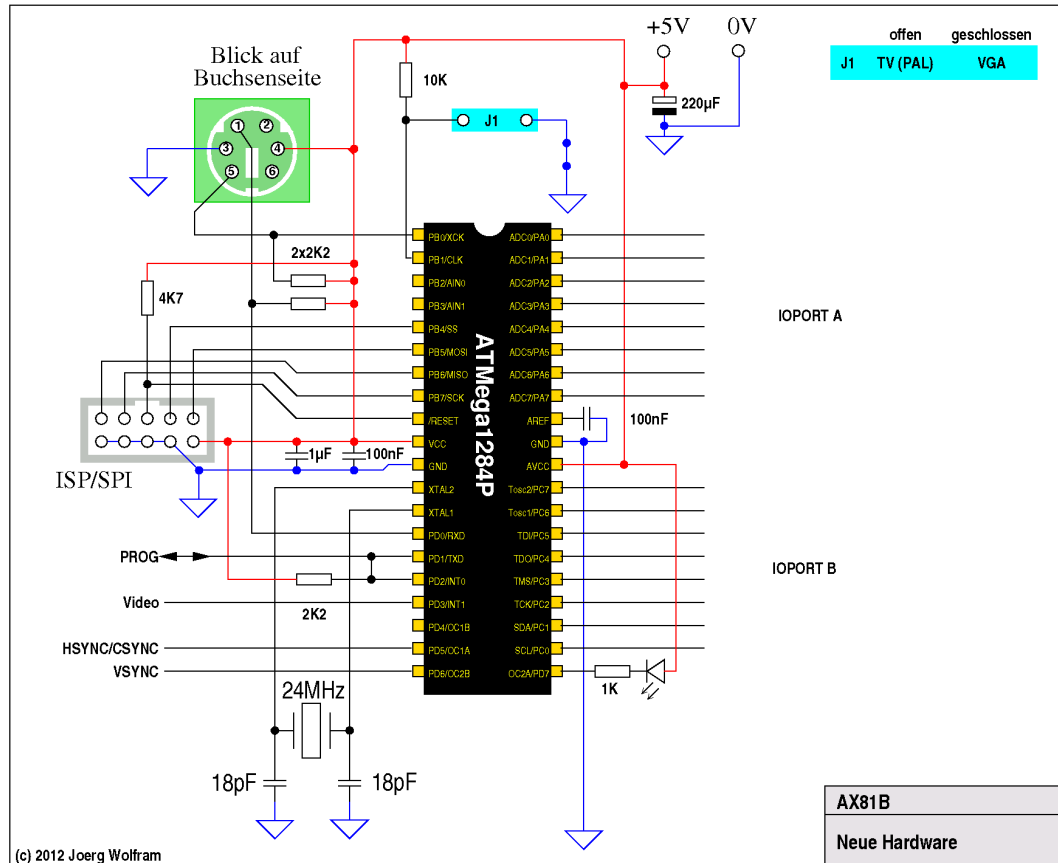 +5V
0V
offen geschlossen
J1 TV (PAL) VGA
Blick auf
Buchsenseite
10K
J1
220µF
1
2
3
4
5
6
2x2K2
4K7
ATMega1284P
PB0/XCK
PB1/CLK
PB2/AIN0
PB3/AIN1
PB4/SS
PB5/MOSI
PB6/MISO
PB7/SCK
/RESET
VCC
GND
XTAL2
XTAL1
PD0/RXD
PD1/TXD
PD2/INT0
PD3/INT1
PD4/OC1B
PD5/OC1A
PD6/OC2B
ADC0/PA0
ADC1/PA1
ADC2/PA2
ADC3/PA3
ADC4/PA4
ADC5/PA5
ADC6/PA6
ADC7/PA7
AREF
GND
AVCC
Tosc2/PC7
Tosc1/PC6
TDI/PC5
TDO/PC4
TMS/PC3
TCK/PC2
SDA/PC1
SCL/PC0
OC2A/PD7
IOPORT A
100nF
ISP/SPI
1µF
100nF
PROG
2K2
IOPORT B
Video
HSYNC/CSYNC
VSYNC
1K
24MHz
18pF
18pF
AX81B
Neue Hardware
(c) 2012 Joerg Wolfram